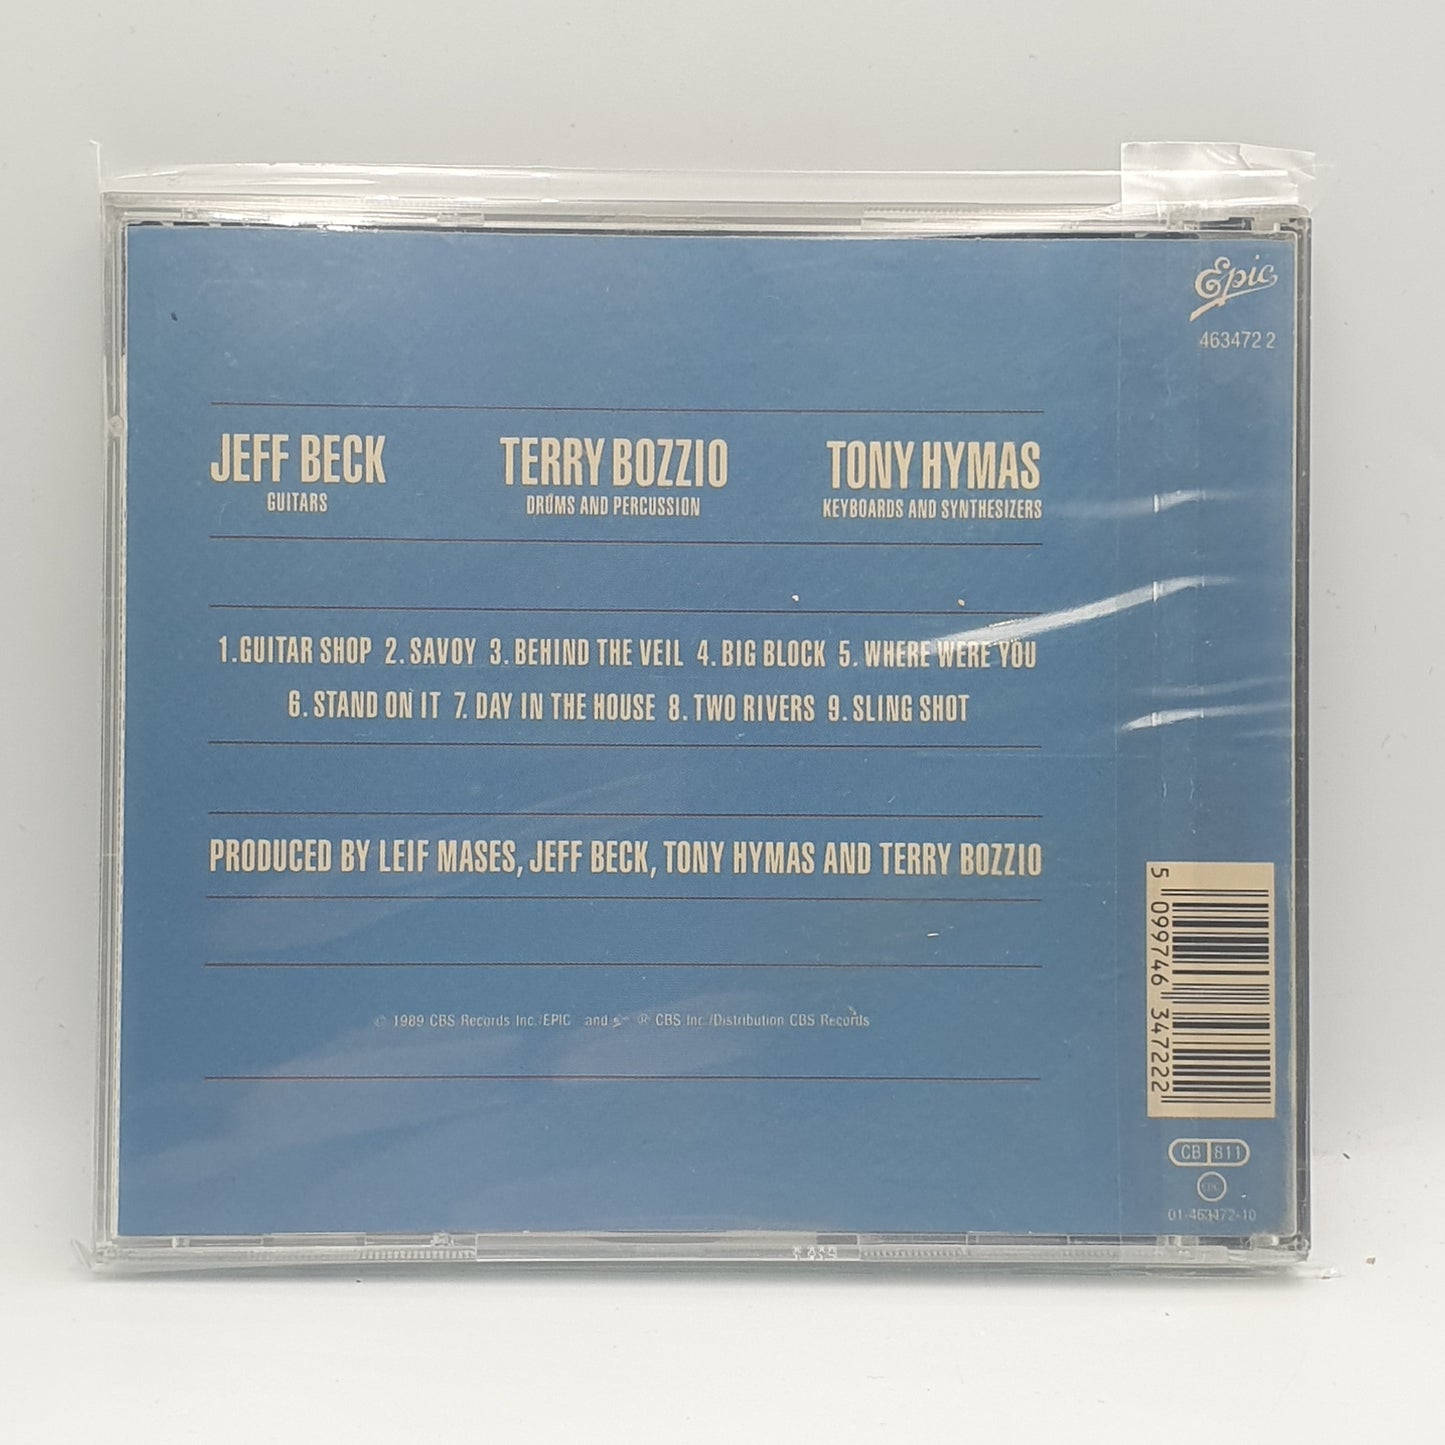 Epic
463472 2
JEFF BECK TERRY BOZZIO TONY HYMAS
GUITARS DRUMS AND PERCUSSION KEYBOARDS AND SYNTHESIZERS
1. GUITAR SHOP 2. SAVOY 3. BEHIND THE VEIL 4. BIG BLOCK 5. WHERE WERE YOU
6. STAND ON IT 7. DAY IN THE HOUSE 8. TWO RIVERS 9. SLING SHOT
PRODUCED BY LEIF MASES, JEFF BECK, TONY HYMAS AND TERRY BOZZIO
© 1989 CBS Records Inc./EPIC and ® CBS Inc./Distribution CBS Records
5 099746 347222
CB 811
01-463472-10